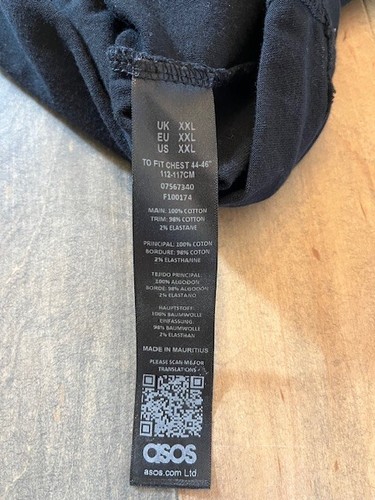 UK XXL
EU XXL
US XXL
TO FIT CHEST 44-46"
112-117CM
07567340
F100174
MAIN: 100% COTTON
TRIM: 98% COTTON
2% ELASTANE
PRINCIPAL: 100% COTON
BORDURE: 98% COTON
2% ELASTHANNE
TEJIDO PRINCIPAL:
100% ALGODÓN
BORDE: 98% ALGODÓN
2% ELASTANO
HAUPTSTOFF:
100% BAUMWOLLE
EINFASSUNG:
98% BAUMWOLLE
2% ELASTHAN
MADE IN MAURITIUS
PLEASE SCAN ME FOR
TRANSLATIONS
asos
asos.com Ltd.